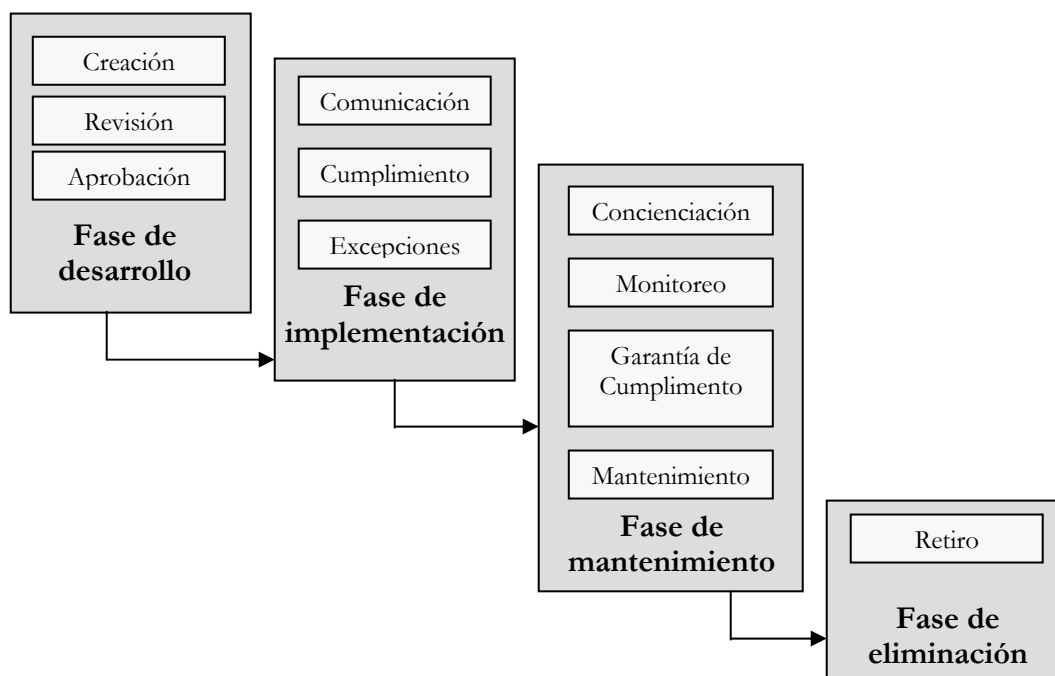 Creación
Revisión
Aprobación
Fase de
desarrollo
Comunicación
Cumplimiento
Excepciones
Fase de
implementación
Concienciación
Monitoreo
Garantía de
Cumplimento
Mantenimiento
Fase de
mantenimiento
Retiro
Fase de
eliminación